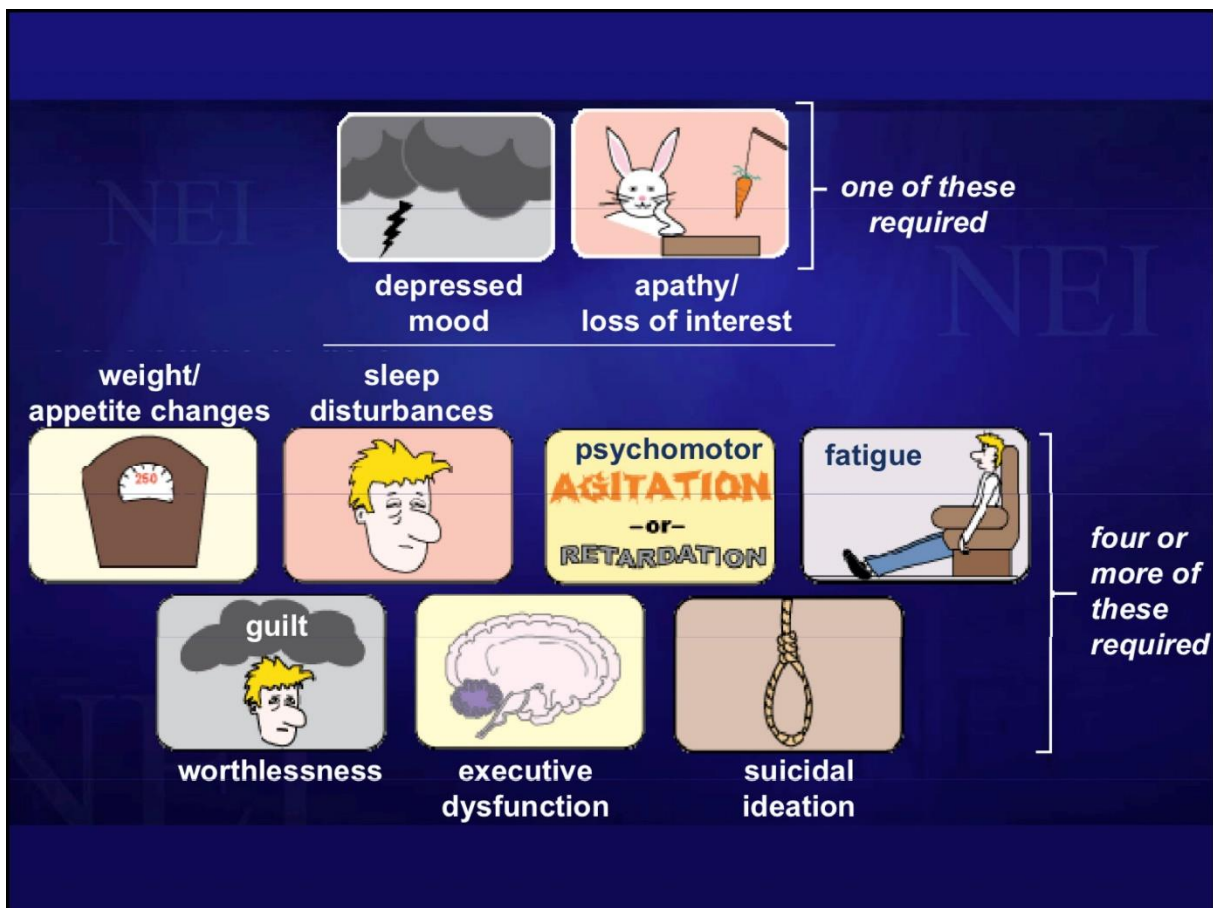 NEI
NEI
depressed
mood
apathy/
loss of interest
one of these
required
weight/
appetite changes
sleep
disturbances
250
psychomotor
AGITATION
–or–
RETARDATION
fatigue
guilt
worthlessness
executive
dysfunction
suicidal
ideation
four or
more of
these
required
NEI